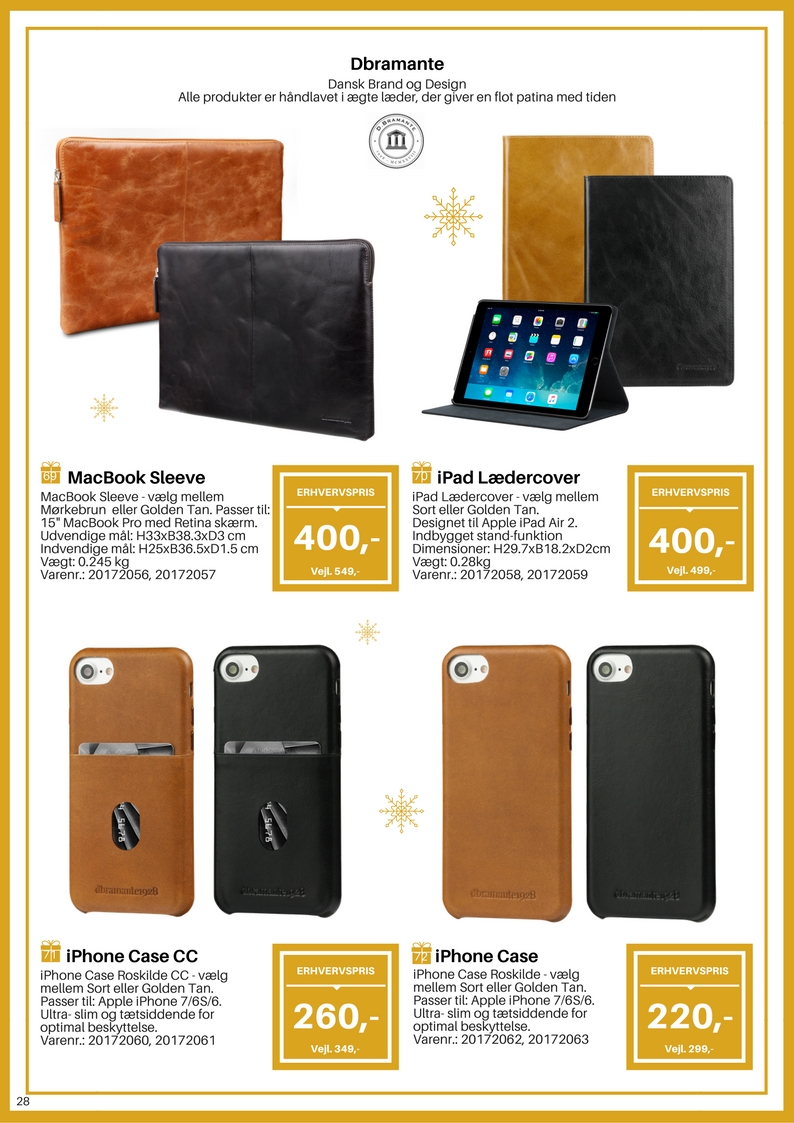 Dbramante
Dansk Brand og Design
Alle produkter er håndlavet i ægte læder, der giver en flot patina med tiden
D BRAMANTE
69 MacBook Sleeve
MacBook Sleeve - vælg mellem
Mørkebrun eller Golden Tan. Passer til:
15" MacBook Pro med Retina skærm.
Udvendige mål: H33xB38.3xD3 cm
Indvendige mål: H25xB36.5xD1.5 cm
Vægt: 0.245 kg
Varenr.: 20172056, 20172057
ERHVERVSPRIS
400,-
Vejl. 549,-
70 iPad Lædercover
iPad Lædercover - vælg mellem
Sort eller Golden Tan.
Designet til Apple iPad Air 2.
Indbygget stand-funktion
Dimensioner: H29.7xB18.2xD2cm
Vægt: 0.28kg
Varenr.: 20172058, 20172059
ERHVERVSPRIS
400,-
Vejl. 499,-
5678
dbramante1928
5678
dbramante1928
dbramante1928
dbramante1928
71 iPhone Case CC
iPhone Case Roskilde CC - vælg
mellem Sort eller Golden Tan.
Passer til: Apple iPhone 7/6S/6.
Ultra- slim og tætsiddende for
optimal beskyttelse.
Varenr.: 20172060, 20172061
ERHVERVSPRIS
260,-
Vejl. 349,-
72 iPhone Case
iPhone Case Roskilde - vælg
mellem Sort eller Golden Tan.
Passer til: Apple iPhone 7/6S/6.
Ultra- slim og tætsiddende for
optimal beskyttelse.
Varenr.: 20172062, 20172063
ERHVERVSPRIS
220,-
Vejl. 299,-
28